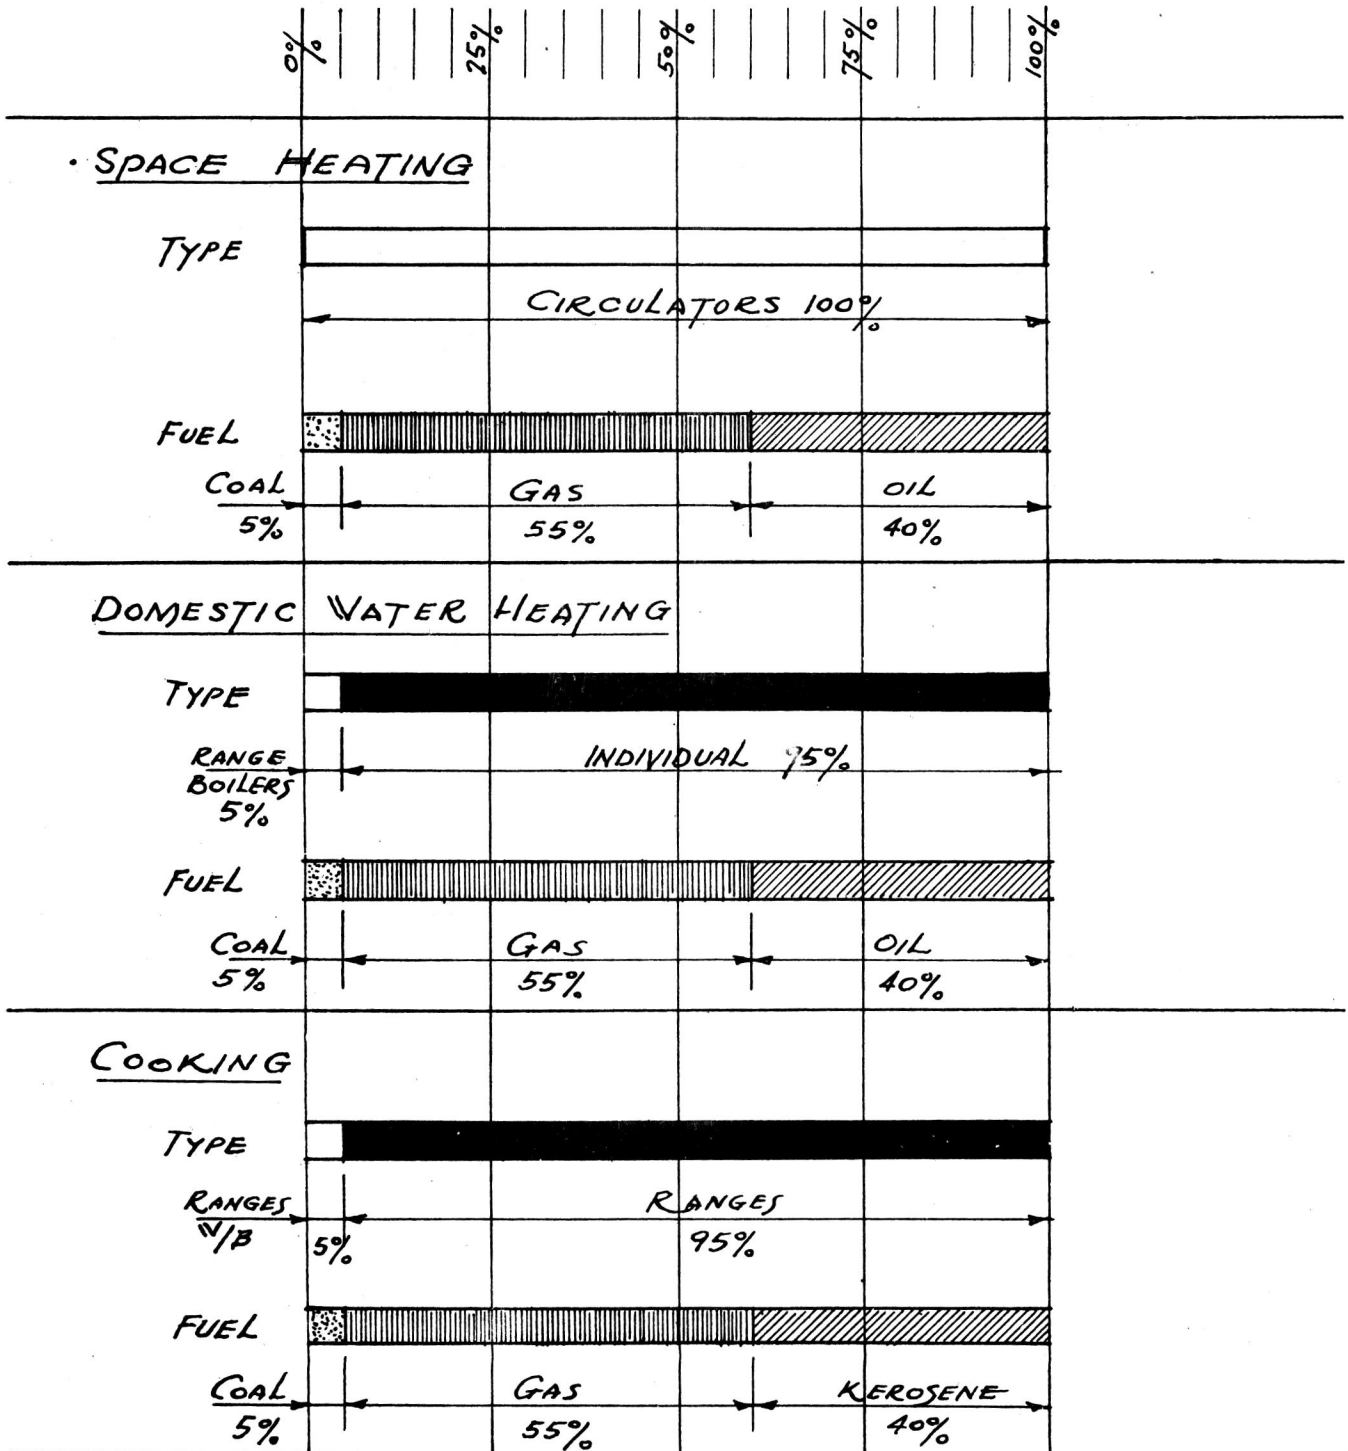 0% 25% 50% 75% 100%
SPACE HEATING
TYPE
CIRCULATORS 100%
FUEL
COAL GAS OIL
5% 55% 40%
DOMESTIC WATER HEATING
TYPE
RANGE INDIVIDUAL 95%
BOILERS
5%
FUEL
COAL GAS OIL
5% 55% 40%
COOKING
TYPE
RANGES RANGES
W/B 5% 95%
FUEL
COAL GAS KEROSENE
5% 55% 40%